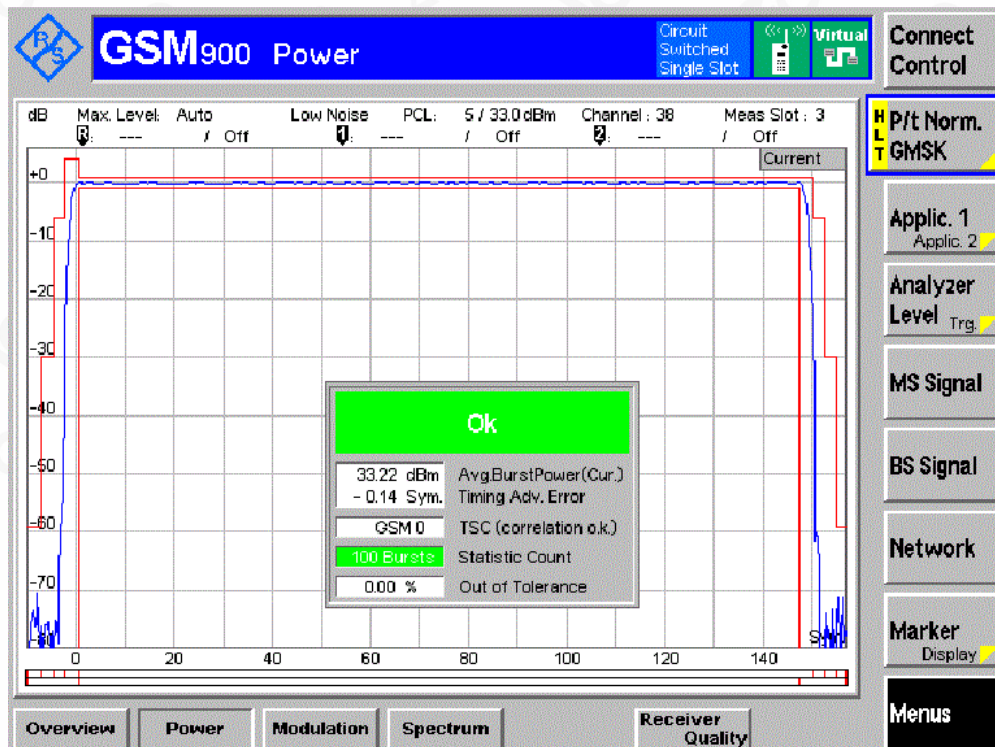 R S
GSM900 Power
Circuit
Switched
Single Slot
Virtual
Connect
Control
dB Max. Level: Auto Low Noise PCL: 5 / 33.0 dBm Channel : 38 Meas Slot : 3
R: --- / Off 1: --- / Off 2: --- / Off
Current
HLT
P/t Norm.
GMSK
Applic. 1
Applic. 2
Analyzer
Level Trg.
MS Signal
BS Signal
Network
Marker
Display
Menus
+0
-10
-20
-30
-40
-50
-60
-70
Ok
33.22 dBm Avg.BurstPower(Cur.)
- 0.14 Sym. Timing Adv. Error
GSM 0 TSC (correlation o.k.)
100 Bursts Statistic Count
0.00 % Out of Tolerance
0 20 40 60 80 100 120 140
Overview Power Modulation Spectrum Receiver
Quality